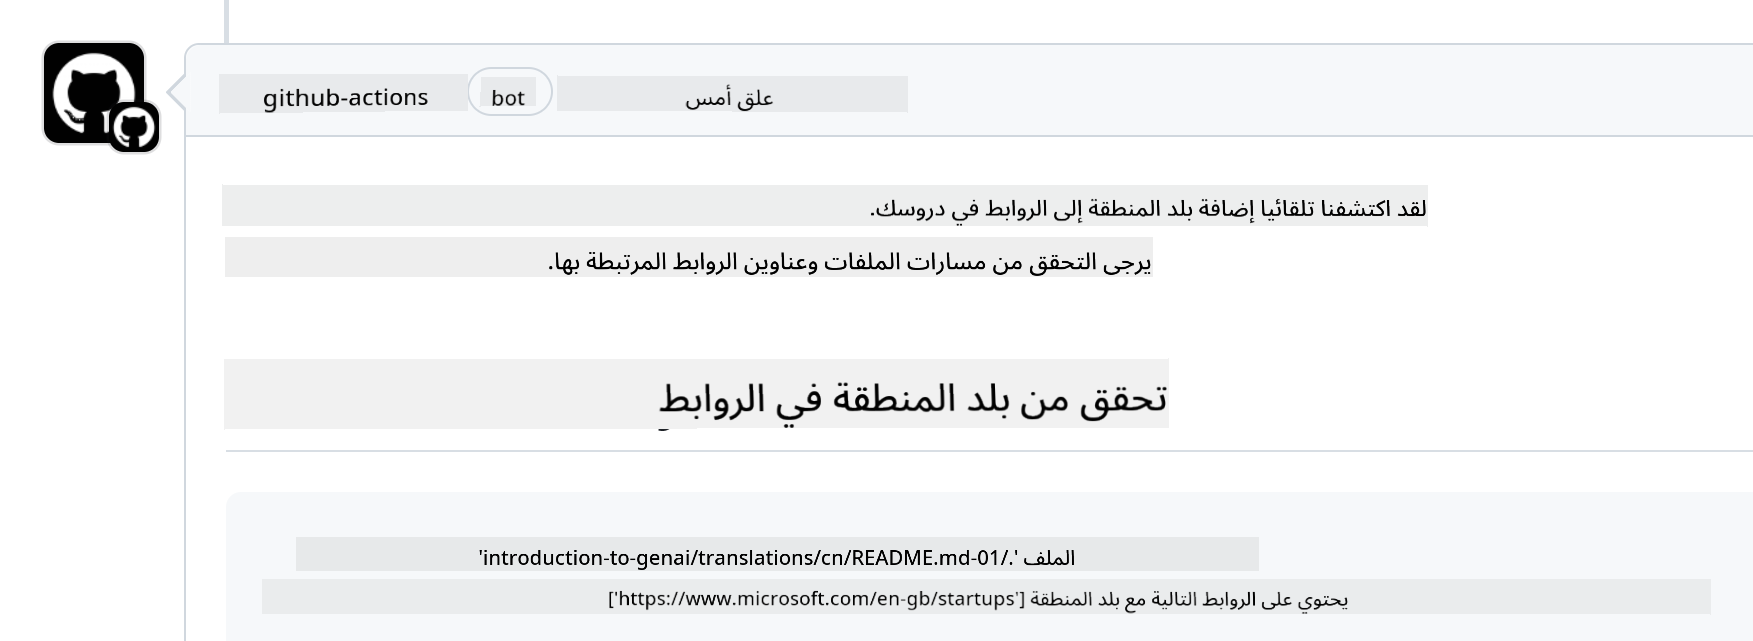 github-actions bot علق أمس
لقد اكتشفنا تلقائيا إضافة بلد المنطقة إلى الروابط في دروسك.
يرجى التحقق من مسارات الملفات وعناوين الروابط المرتبطة بها.
تحقق من بلد المنطقة في الروابط
الملف './introduction-to-genai/translations/cn/README.md-01'
يحتوي على الروابط التالية مع بلد المنطقة ['https://www.microsoft.com/en-gb/startups']